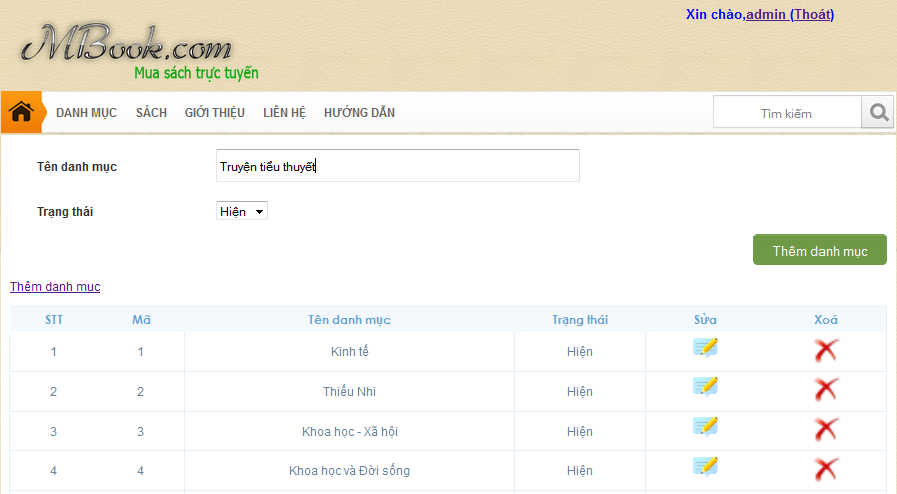 Xin chào,admin (Thoát)
MBook.com
Mua sách trực tuyến
DANH MỤC SÁCH GIỚI THIỆU LIÊN HỆ HƯỚNG DẪN Tìm kiếm
Tên danh mục Truyện tiểu thuyết
Trạng thái Hiện
Thêm danh mục
Thêm danh muc
STT Mã Tên danh mục Trạng thái Sửa Xoá
1 1 Kinh tế Hiện
2 2 Thiếu Nhi Hiện
3 3 Khoa học - Xã hội Hiện
4 4 Khoa học và Đời sống Hiện